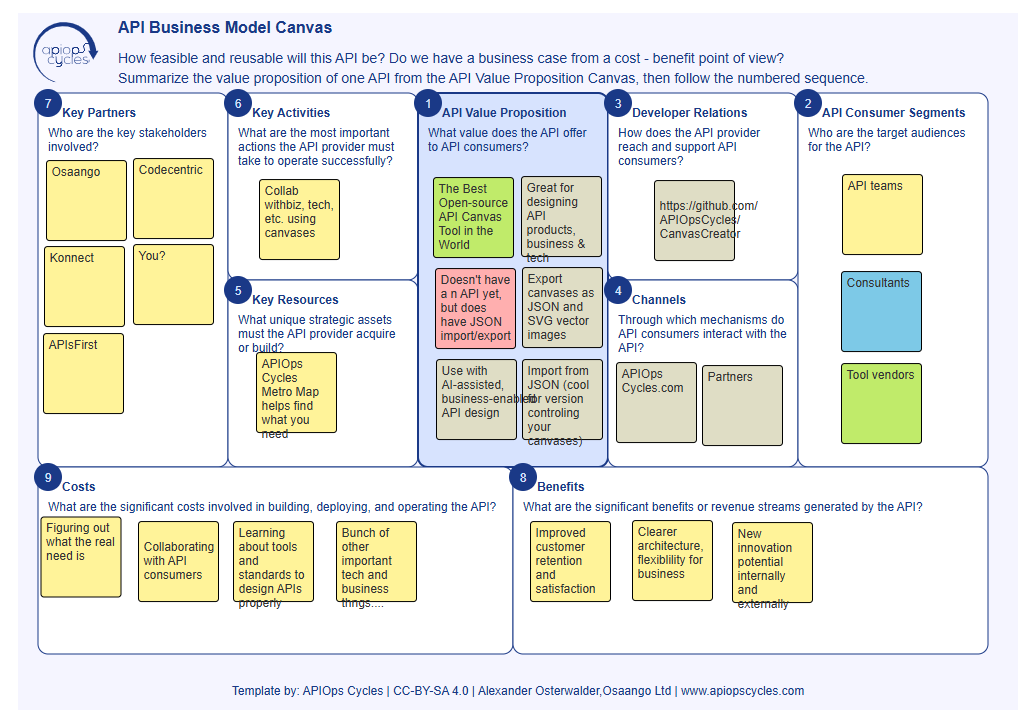 apiops
cycles
API Business Model Canvas
How feasible and reusable will this API be? Do we have a business case from a cost - benefit point of view?
Summarize the value proposition of one API from the API Value Proposition Canvas, then follow the numbered sequence.
7
Key Partners
Who are the key stakeholders
involved?
Osaango
Codecentric
Konnect
You?
APIsFirst
6
Key Activities
What are the most important
actions the API provider must
take to operate successfully?
Collab
withbiz, tech,
etc. using
canvases
5
Key Resources
What unique strategic assets
must the API provider acquire
or build?
APIOps
Cycles
Metro Map
helps find
what you
need
1
API Value Proposition
What value does the API offer
to API consumers?
The Best
Open-source
API Canvas
Tool in the
World
Great for
designing
API
products,
business &
tech
Doesn't have
a n API yet,
but does
have JSON
import/export
Export
canvases as
JSON and
SVG vector
images
Use with
AI-assisted,
business-enabled
API design
Import from
JSON (cool
for version
controling
your
canvases)
3
Developer Relations
How does the API provider
reach and support API
consumers?
https://github.com/
APIOpsCycles/
CanvasCreator
4
Channels
Through which mechanisms do
API consumers interact with the
API?
APIOps
Cycles.com
Partners
2
API Consumer Segments
Who are the target audiences
for the API?
API teams
Consultants
Tool vendors
9
Costs
What are the significant costs involved in building, deploying, and operating the API?
Figuring out
what the real
need is
Collaborating
with API
consumers
Learning
about tools
and
standards to
design APIs
properly
Bunch of
other
important
tech and
business
thngs....
8
Benefits
What are the significant benefits or revenue streams generated by the API?
Improved
customer
retention
and
satisfaction
Clearer
architecture,
flexiblility for
business
New
innovation
potential
internally
and
externally
Template by: APIOps Cycles | CC-BY-SA 4.0 | Alexander Osterwalder,Osaango Ltd | www.apiopscycles.com